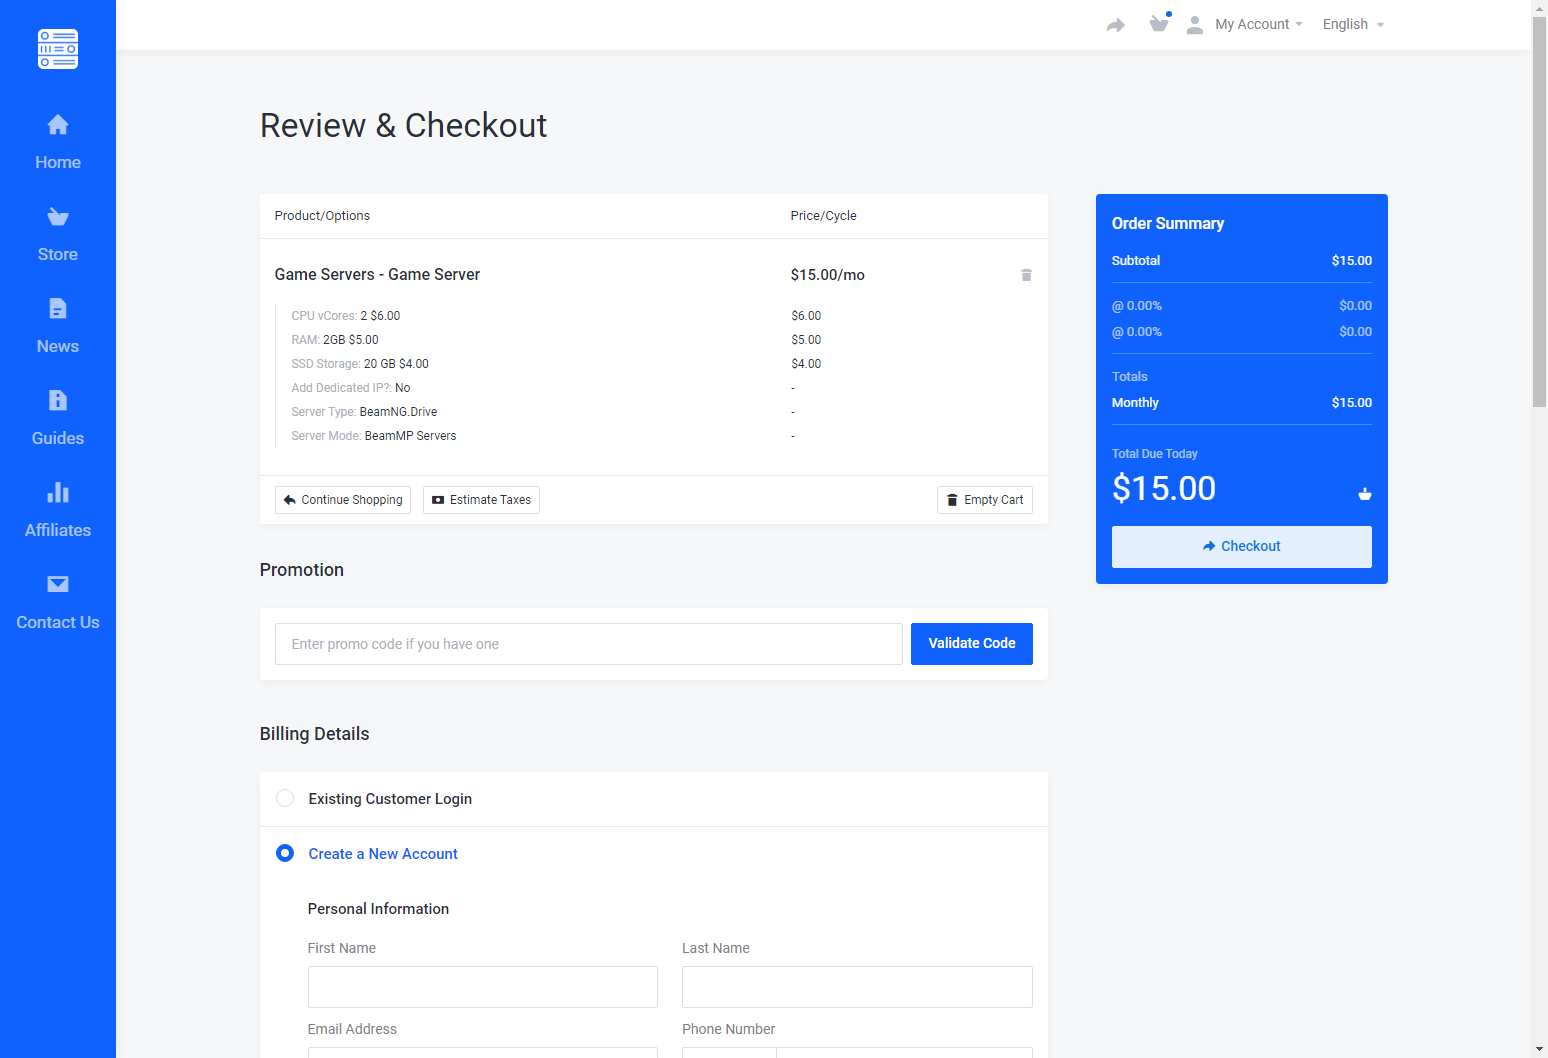 My Account
English
Home
Store
News
Guides
Affiliates
Contact Us
Review & Checkout
Product/Options Price/Cycle
Game Servers - Game Server $15.00/mo
CPU vCores: 2 $6.00 $6.00
RAM: 2GB $5.00 $5.00
SSD Storage: 20 GB $4.00 $4.00
Add Dedicated IP?: No -
Server Type: BeamNG.Drive -
Server Mode: BeamMP Servers -
Continue Shopping Estimate Taxes Empty Cart
Order Summary
Subtotal $15.00
@ 0.00% $0.00
@ 0.00% $0.00
Totals
Monthly $15.00
Total Due Today
$15.00
Checkout
Promotion
Enter promo code if you have one Validate Code
Billing Details
Existing Customer Login
Create a New Account
Personal Information
First Name Last Name
Email Address Phone Number